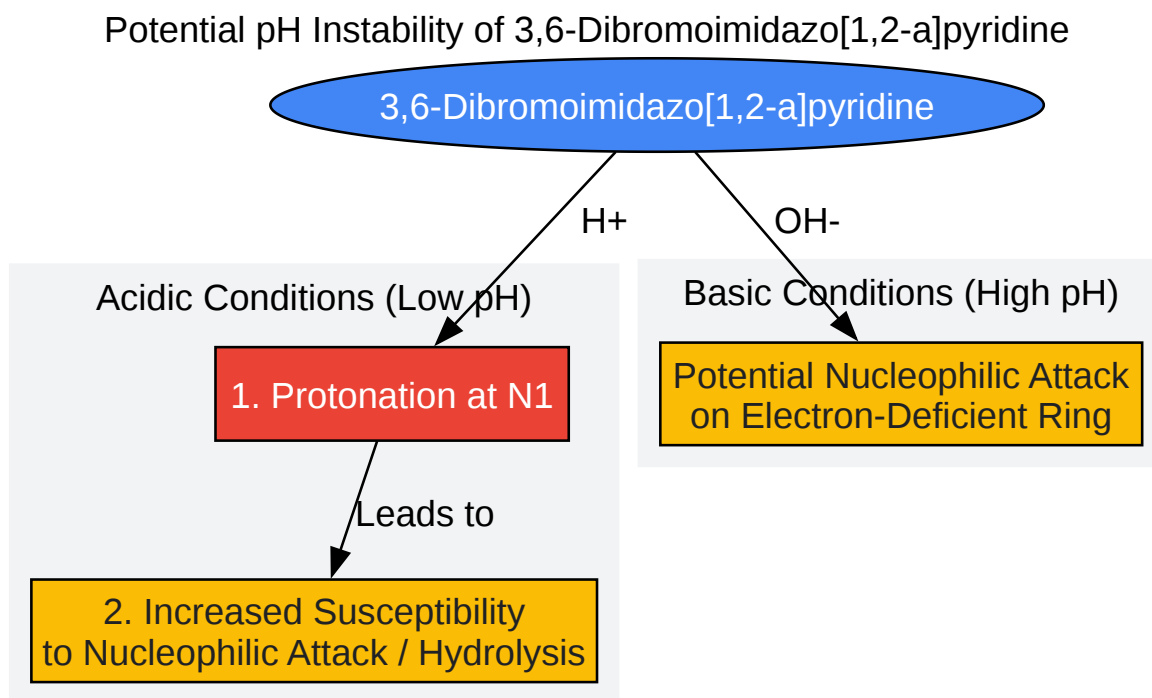 Potential pH Instability of 3,6-Dibromoimidazo[1,2-a]pyridine
3,6-Dibromoimidazo[1,2-a]pyridine
H+
OH-
Acidic Conditions (Low pH)
1. Protonation at N1
Leads to
2. Increased Susceptibility
to Nucleophilic Attack / Hydrolysis
Basic Conditions (High pH)
Potential Nucleophilic Attack
on Electron-Deficient Ring